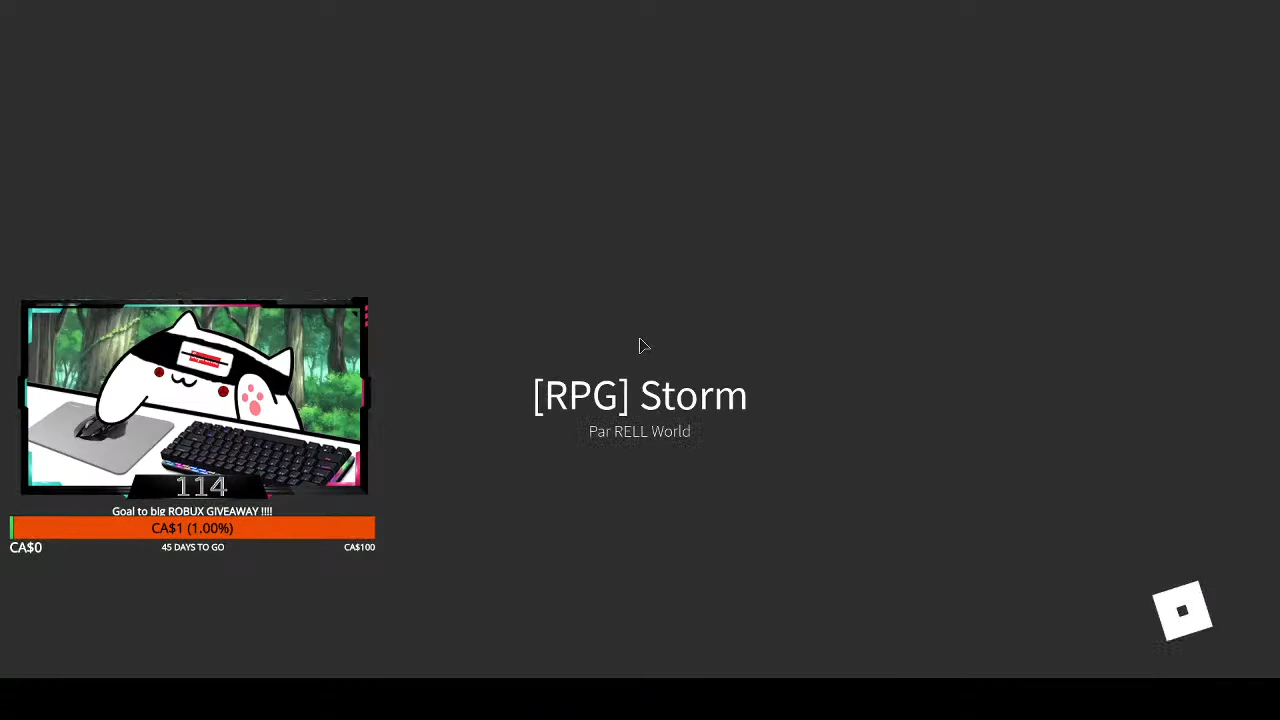 [RPG] Storm
Par RELL World
114
Goal to big ROBUX GIVEAWAY !!!!
CA$1 (1.00%)
CA$0
45 DAYS TO GO
CA$100